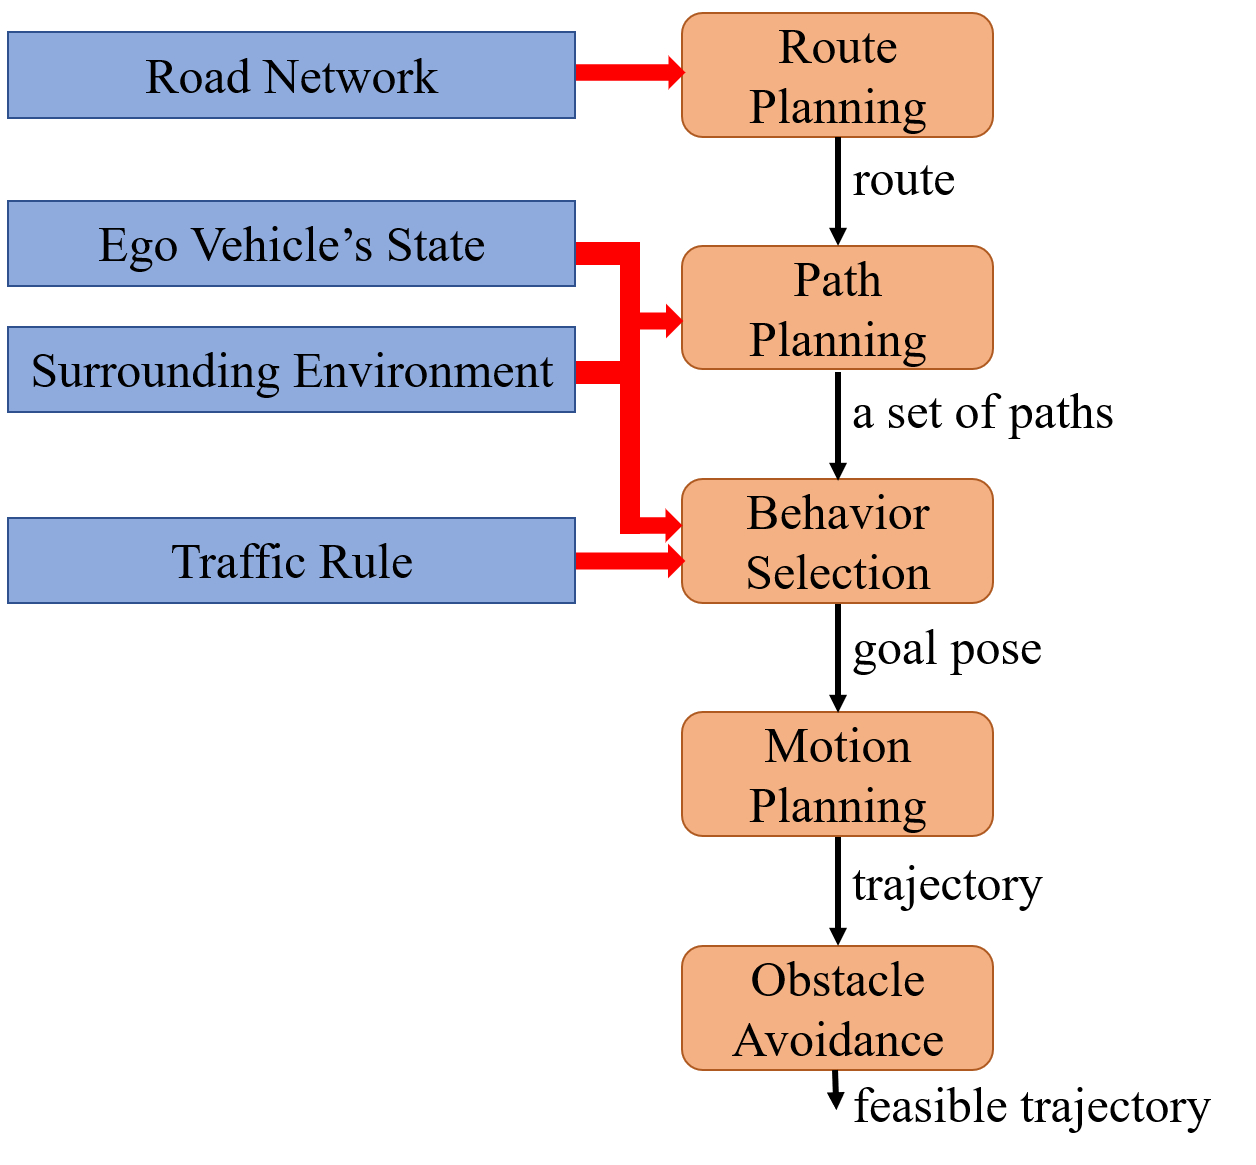 Road Network
Route
Planning
route
Ego Vehicle’s State
Path
Planning
Surrounding Environment
a set of paths
Behavior
Selection
Traffic Rule
goal pose
Motion
Planning
trajectory
Obstacle
Avoidance
feasible trajectory